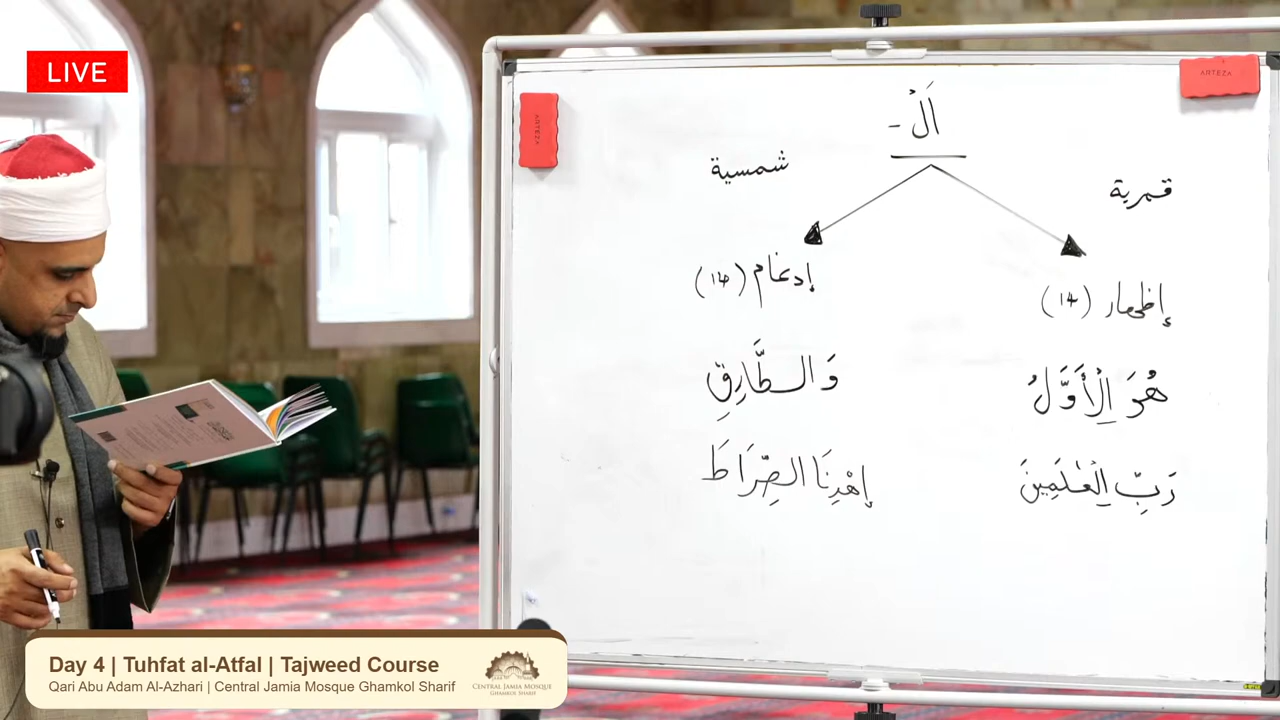 LIVE
ARTEZA
ARTEZA
اَلْ -
قمرية
شمسية
إظهار (١٤)
إدغام (١٤)
هُوَ الْأَوَّلُ
وَالطَّارِقِ
رَبِّ الْعَٰلَمِينَ
إِهْدِنَا الصِّرَاطَ
Day 4 | Tuhfat al-Atfal | Tajweed Course
Qari Abu Adam Al-Azhari | Central Jamia Mosque Ghamkol Sharif
CENTRAL JAMIA MOSQUE
GHAMKOL SHARIF